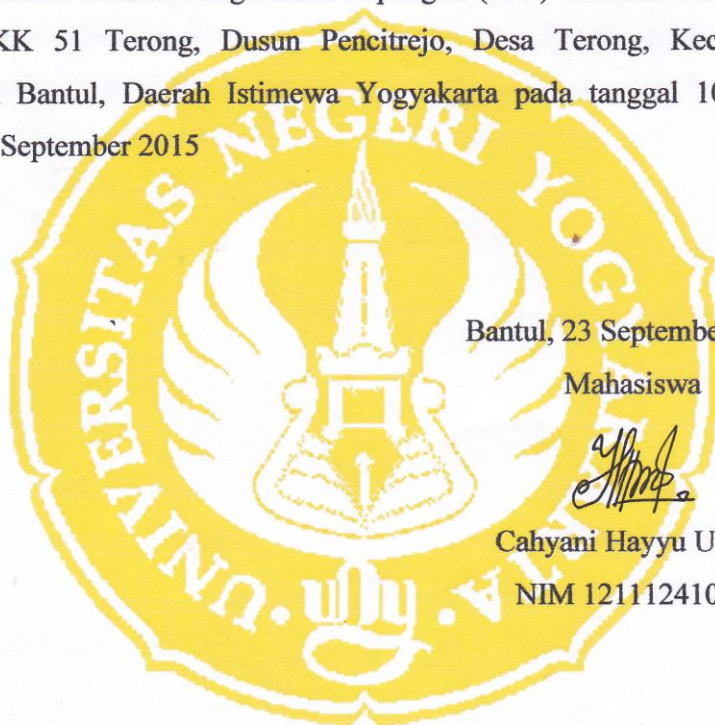 KK 51 Terong, Dusun Pencitrejo, Desa Terong, Kec
Bantul, Daerah Istimewa Yogyakarta pada tanggal 10
September 2015
UNIVERSITAS NEGERI YOGYAKARTA
Bantul, 23 Septembe
Mahasiswa
Cahyani Hayyu U
NIM 121112410
uny